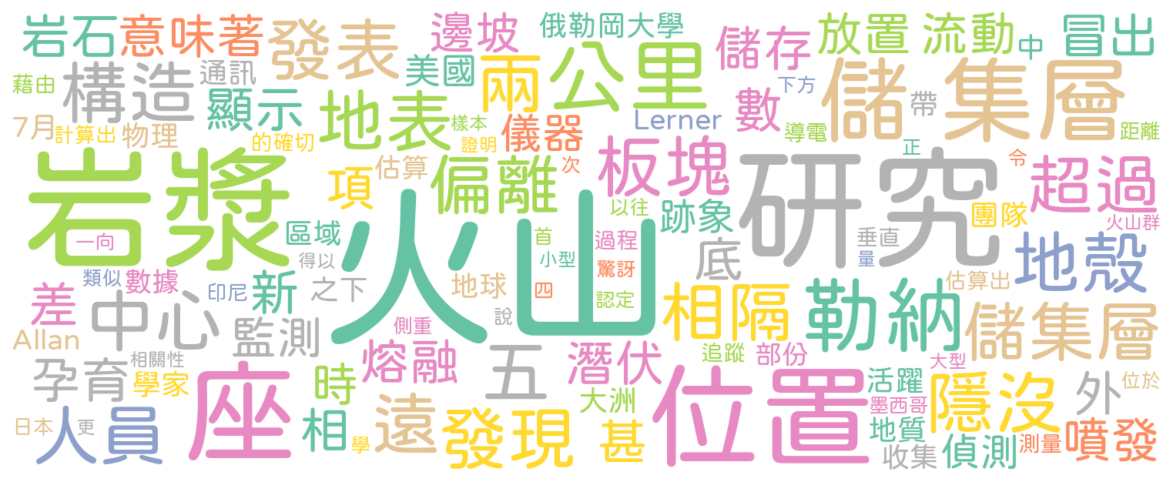 岩石
意味著
發表
邊坡
俄勒岡大學
儲存
放置
流動
中
冒出
藉由
構造
通訊
美國
兩
公里
下方
儲
集層
帶
顯示
地表
樣本
儀器
Lerner
數
導電
距離
7月
計算出
物理
的確切
證明
正
岩漿
估算
項
偏離
次
板塊
研究
令
超過
一向
區域
火山
首
過程
以往
跡象
團隊
火山群
類似
數據
新
得以
之下
地球
小型
驚訝
底
垂直
量
地殼
差
印尼
四
認定
相隔
勒納
估算出
儲集層
中心
監測
側重
說
Allan
相關性
熔融
五
潛伏
追蹤
部份
大型
孕育
學家
座
時
大洲
位置
活躍
隱沒
外
位於
墨西哥
日本
人員
更
相
遠
發現
甚
地質
噴發
學
收集
偵測
測量